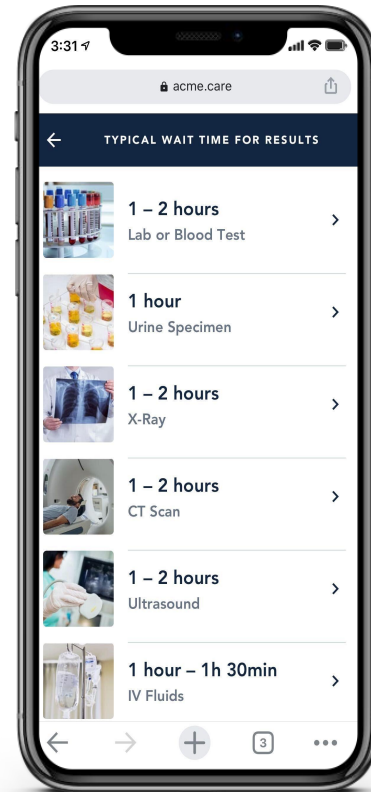 3:31
acme.care
TYPICAL WAIT TIME FOR RESULTS
1 – 2 hours
Lab or Blood Test
1 hour
Urine Specimen
1 – 2 hours
X-Ray
1 – 2 hours
CT Scan
1 – 2 hours
Ultrasound
1 hour – 1h 30min
IV Fluids
3